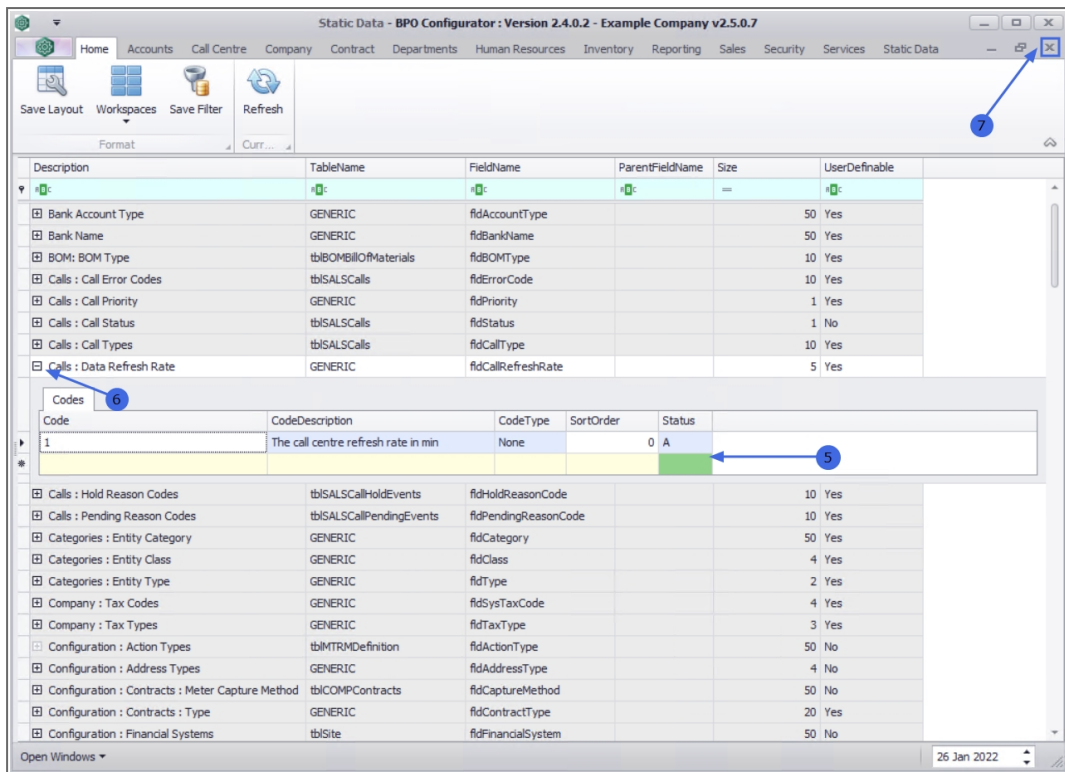 Static Data - BPO Configurator : Version 2.4.0.2 - Example Company v2.5.0.7
Home Accounts Call Centre Company Contract Departments Human Resources Inventory Reporting Sales Security Services Static Data
Save Layout Workspaces Save Filter Refresh
7
Format Curr...
Description TableName FieldName ParentFieldName Size UserDefinable
ABC ABC ABC ABC = ABC
Bank Account Type GENERIC fldAccountType 50 Yes
Bank Name GENERIC fldBankName 50 Yes
BOM: BOM Type tblBOMBillOfMaterials fldBOMType 10 Yes
Calls : Call Error Codes tblSALSCalls fldErrorCode 10 Yes
Calls : Call Priority GENERIC fldPriority 1 Yes
Calls : Call Status tblSALSCalls fldStatus 1 No
Calls : Call Types tblSALSCalls fldCallType 10 Yes
Calls : Data Refresh Rate GENERIC fldCallRefreshRate 5 Yes
Codes 6
Code CodeDescription CodeType SortOrder Status
1 The call centre refresh rate in min None 0 A
5
Calls : Hold Reason Codes tblSALSCallHoldEvents fldHoldReasonCode 10 Yes
Calls : Pending Reason Codes tblSALSCallPendingEvents fldPendingReasonCode 10 Yes
Categories : Entity Category GENERIC fldCategory 50 Yes
Categories : Entity Class GENERIC fldClass 4 Yes
Categories : Entity Type GENERIC fldType 2 Yes
Company : Tax Codes GENERIC fldSysTaxCode 4 Yes
Company : Tax Types GENERIC fldTaxType 3 Yes
Configuration : Action Types tblMTRMDefinition fldActionType 50 No
Configuration : Address Types GENERIC fldAddressType 4 No
Configuration : Contracts : Meter Capture Method tblCOMPContracts fldCaptureMethod 50 No
Configuration : Contracts : Type GENERIC fldContractType 20 Yes
Configuration : Financial Systems tblSite fldFinancialSystem 50 No
Open Windows 26 Jan 2022